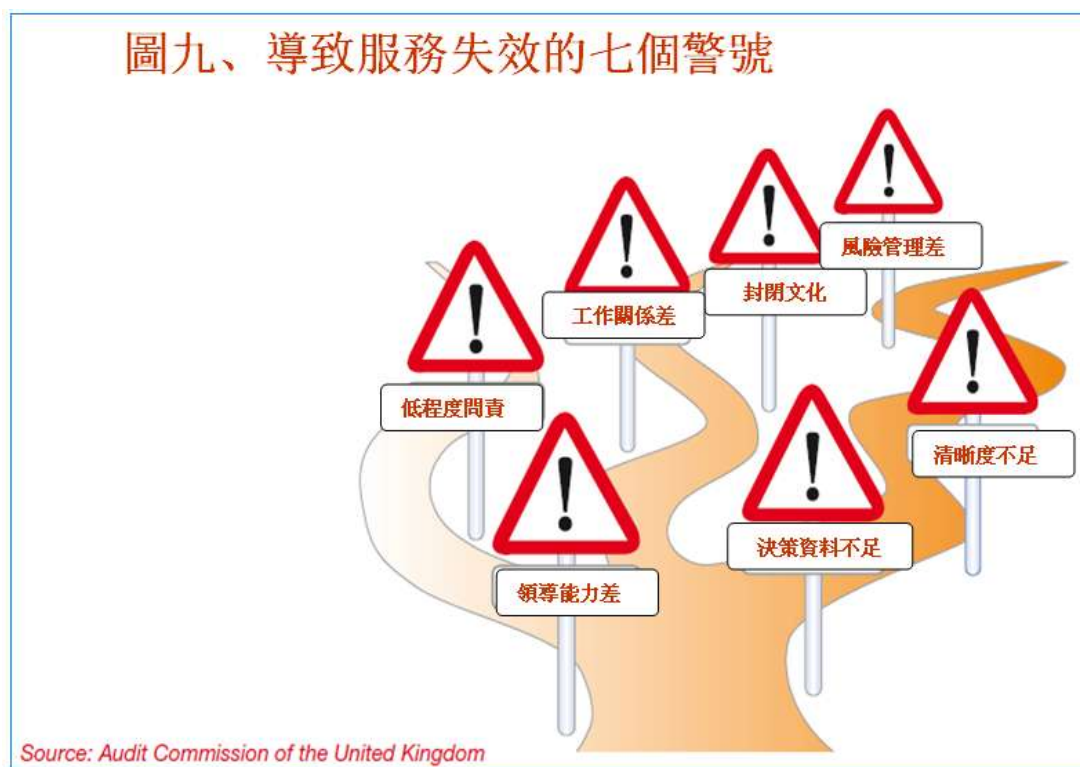 圖九、導致服務失效的七個警號
風險管理差
封閉文化
工作關係差
低程度問責
清晰度不足
決策資料不足
領導能力差
Source: Audit Commission of the United Kingdom